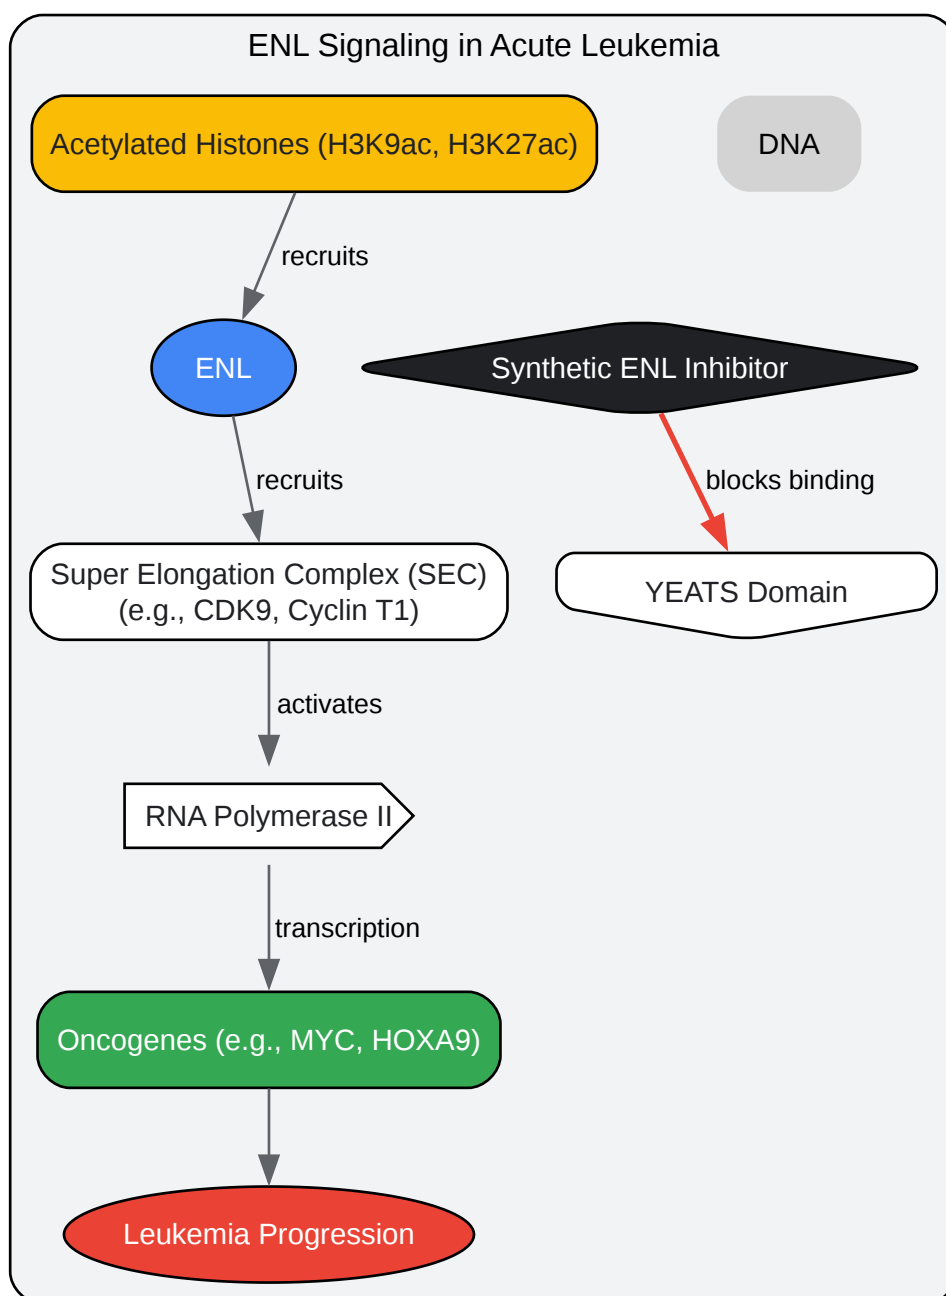 ENL Signaling in Acute Leukemia
Acetylated Histones (H3K9ac, H3K27ac)
DNA
recruits
ENL
Synthetic ENL Inhibitor
recruits
blocks binding
Super Elongation Complex (SEC)
(e.g., CDK9, Cyclin T1)
YEATS Domain
activates
RNA Polymerase II
transcription
Oncogenes (e.g., MYC, HOXA9)
Leukemia Progression